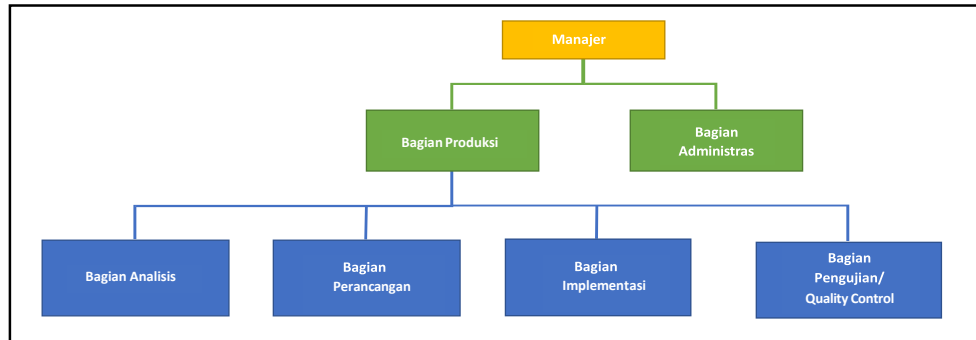 Manajer
Bagian Produksi
Bagian
Administras
Bagian Analisis
Bagian
Perancangan
Bagian
Implementasi
Bagian
Pengujian/
Quality Control